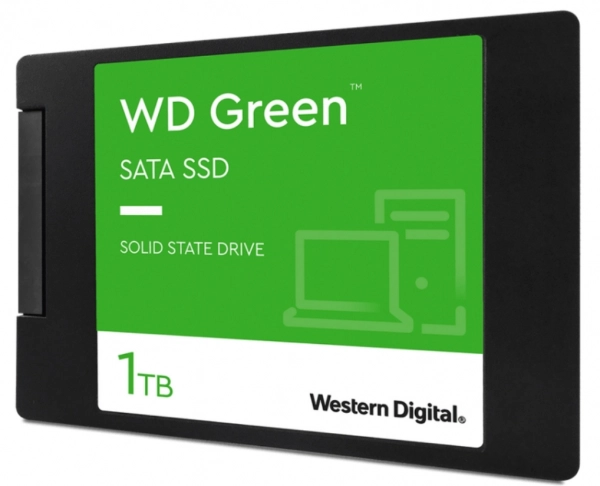 WD Green™
SATA SSD
SOLID STATE DRIVE
1TB
Western Digital®